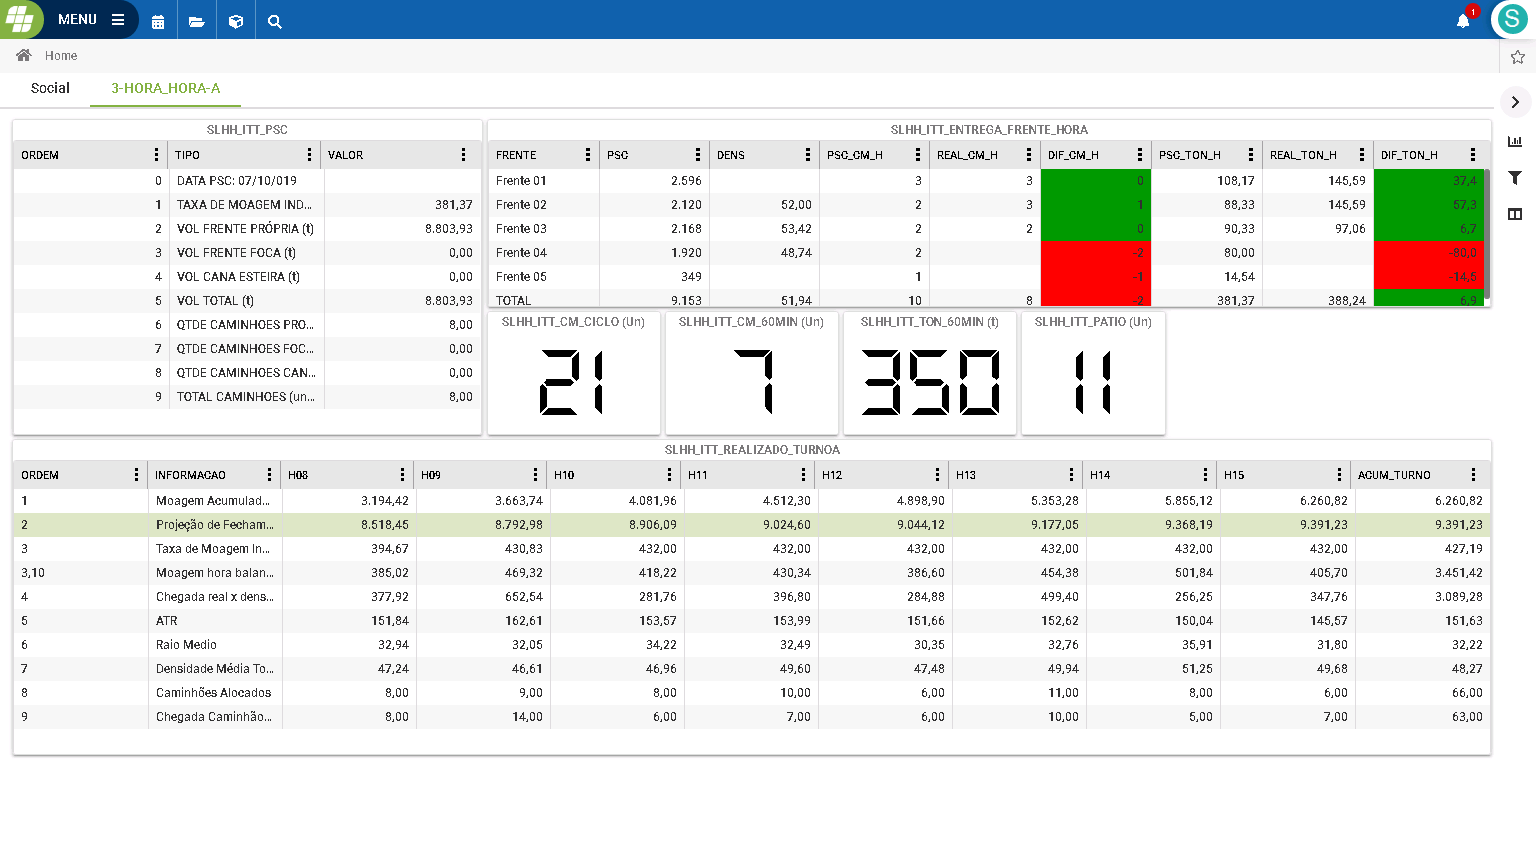 MENU
1
S
Home
Social 3-HORA_HORA-A
SLHH_ITT_PSC
ORDEM TIPO VALOR
0 DATA PSC: 07/10/019
1 TAXA DE MOAGEM IND... 381,37
2 VOL FRENTE PRÓPRIA (t) 8.803,93
3 VOL FRENTE FOCA (t) 0,00
4 VOL CANA ESTEIRA (t) 0,00
5 VOL TOTAL (t) 8.803,93
6 QTDE CAMINHOES PRO... 8,00
7 QTDE CAMINHOES FOC... 0,00
8 QTDE CAMINHOES CAN... 0,00
9 TOTAL CAMINHOES (un... 8,00
SLHH_ITT_ENTREGA_FRENTE_HORA
FRENTE PSC DENS PSC_CM_H REAL_CM_H DIF_CM_H PSC_TON_H REAL_TON_H DIF_TON_H
Frente 01 2.596 3 3 0 108,17 145,59 37,4
Frente 02 2.120 52,00 2 3 1 88,33 145,59 57,3
Frente 03 2.168 53,42 2 2 0 90,33 97,06 6,7
Frente 04 1.920 48,74 2 -2 80,00 -80,0
Frente 05 349 1 -1 14,54 -14,5
TOTAL 9.153 51,94 10 8 -2 381,37 388,24 6,9
SLHH_ITT_CM_CICLO (Un) SLHH_ITT_CM_60MIN (Un) SLHH_ITT_TON_60MIN (t) SLHH_ITT_PATIO (Un)
21 7 350 11
SLHH_ITT_REALIZADO_TURNOA
ORDEM INFORMACAO H08 H09 H10 H11 H12 H13 H14 H15 ACUM_TURNO
1 Moagem Acumulad... 3.194,42 3.663,74 4.081,96 4.512,30 4.898,90 5.353,28 5.855,12 6.260,82 6.260,82
2 Projeção de Fecham... 8.518,45 8.792,98 8.906,09 9.024,60 9.044,12 9.177,05 9.368,19 9.391,23 9.391,23
3 Taxa de Moagem In... 394,67 430,83 432,00 432,00 432,00 432,00 432,00 432,00 427,19
3,10 Moagem hora balan... 385,02 469,32 418,22 430,34 386,60 454,38 501,84 405,70 3.451,42
4 Chegada real x dens... 377,92 652,54 281,76 396,80 284,88 499,40 256,25 347,76 3.089,28
5 ATR 151,84 162,61 153,57 153,99 151,66 152,62 150,04 145,57 151,63
6 Raio Medio 32,94 32,05 34,22 32,49 30,35 32,76 35,91 31,80 32,22
7 Densidade Média To... 47,24 46,61 46,96 49,60 47,48 49,94 51,25 49,68 48,27
8 Caminhões Alocados 8,00 9,00 8,00 10,00 6,00 11,00 8,00 6,00 66,00
9 Chegada Caminhão... 8,00 14,00 6,00 7,00 6,00 10,00 5,00 7,00 63,00